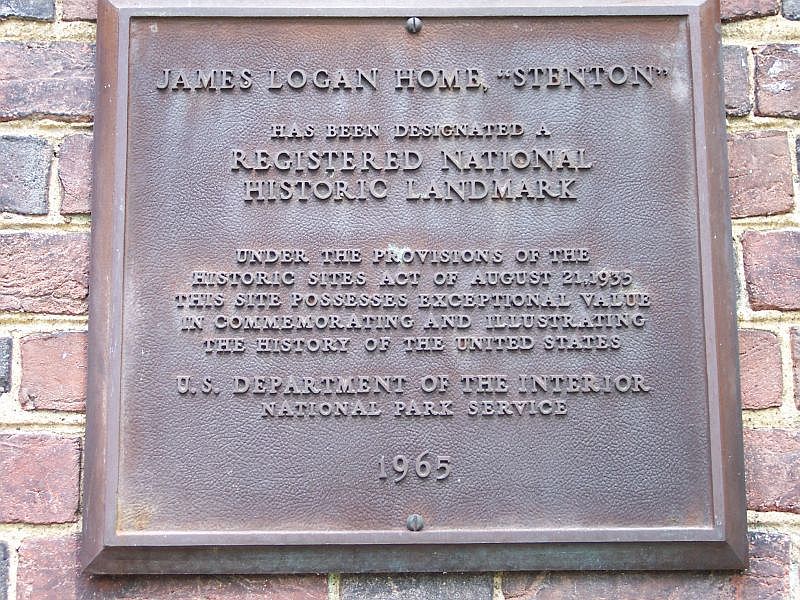 JAMES LOGAN HOME, "STENTON"
HAS BEEN DESIGNATED A
REGISTERED NATIONAL
HISTORIC LANDMARK
UNDER THE PROVISIONS OF THE
HISTORIC SITES ACT OF AUGUST 21, 1935
THIS SITE POSSESSES EXCEPTIONAL VALUE
IN COMMEMORATING AND ILLUSTRATING
THE HISTORY OF THE UNITED STATES
U.S. DEPARTMENT OF THE INTERIOR
NATIONAL PARK SERVICE
1965